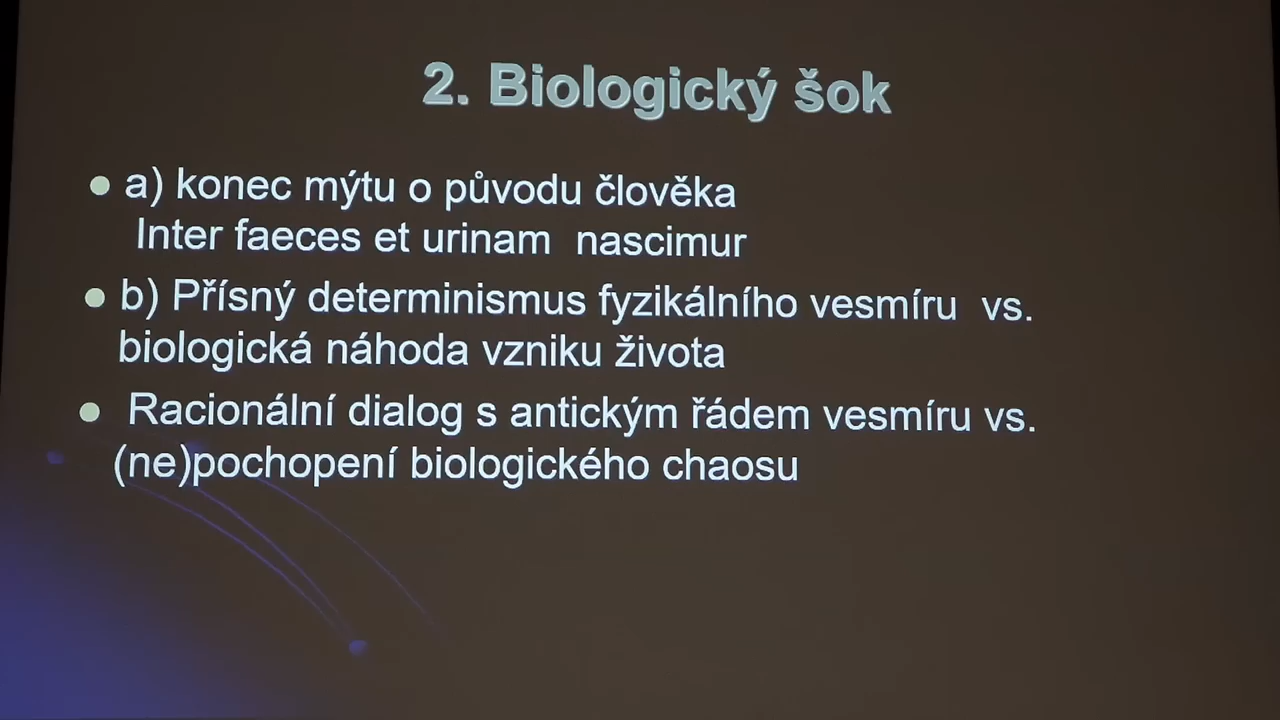 2. Biologický šok
a) konec mýtu o původu člověka
Inter faeces et urinam nascimur
b) Přísný determinismus fyzikálního vesmíru vs.
biologická náhoda vzniku života
Racionální dialog s antickým řádem vesmíru vs.
(ne)pochopení biologického chaosu